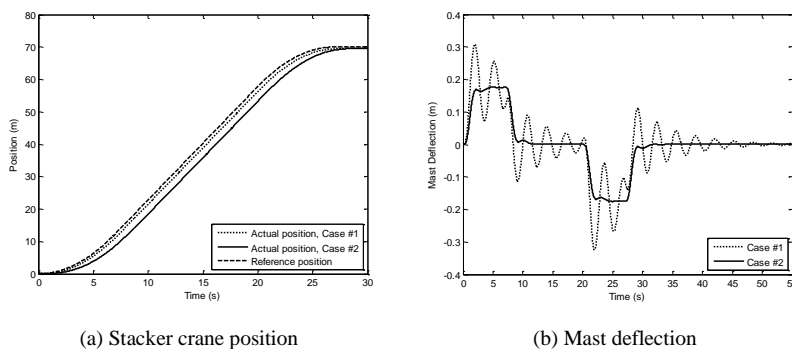 80
70
60
50
40
30
20
10
0
Position (m)
0 5 10 15 20 25 30
Time (s)
Actual position, Case #1
Actual position, Case #2
Reference position
(a) Stacker crane position
0.4
0.3
0.2
0.1
0
-0.1
-0.2
-0.3
-0.4
Mast Deflection (m)
0 5 10 15 20 25 30 35 40 45 50 55
Time (s)
Case #1
Case #2
(b) Mast deflection